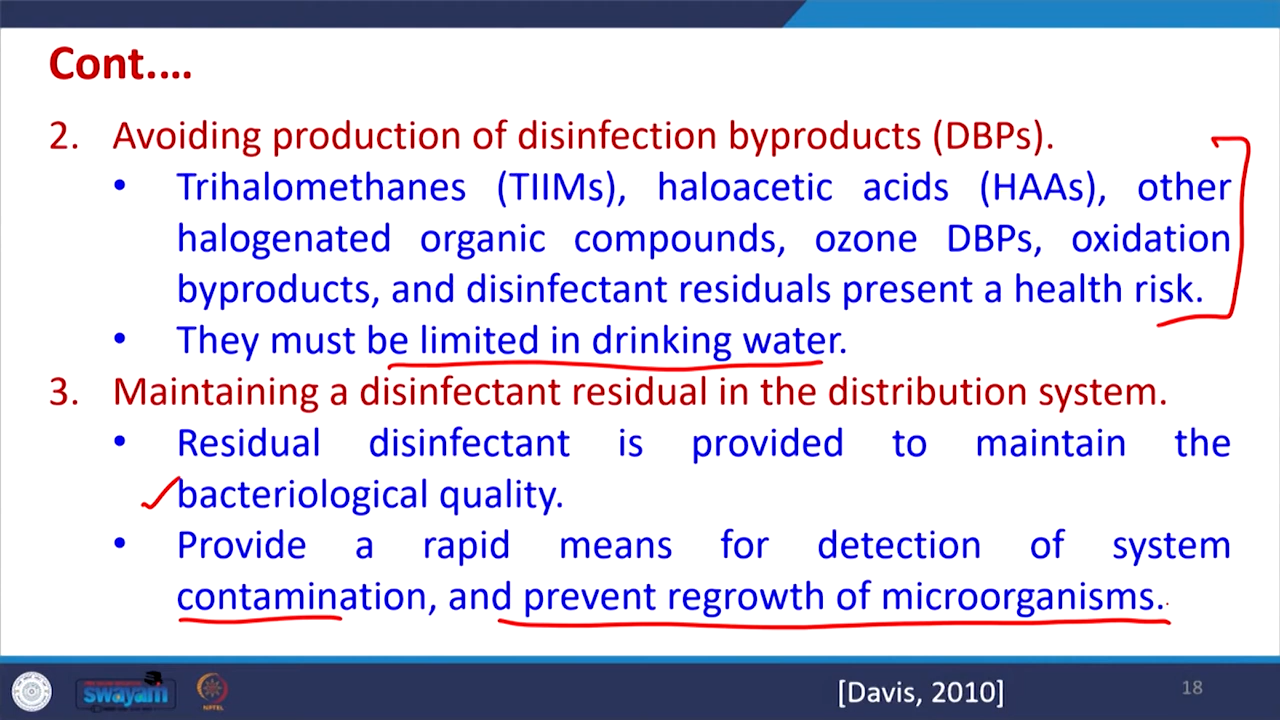 Cont.…
2. Avoiding production of disinfection byproducts (DBPs).
• Trihalomethanes (TIIMs), haloacetic acids (HAAs), other
halogenated organic compounds, ozone DBPs, oxidation
byproducts, and disinfectant residuals present a health risk.
• They must be limited in drinking water.
3. Maintaining a disinfectant residual in the distribution system.
• Residual disinfectant is provided to maintain the
bacteriological quality.
• Provide a rapid means for detection of system
contamination, and prevent regrowth of microorganisms.
swayam
NPTEL
[Davis, 2010]
18